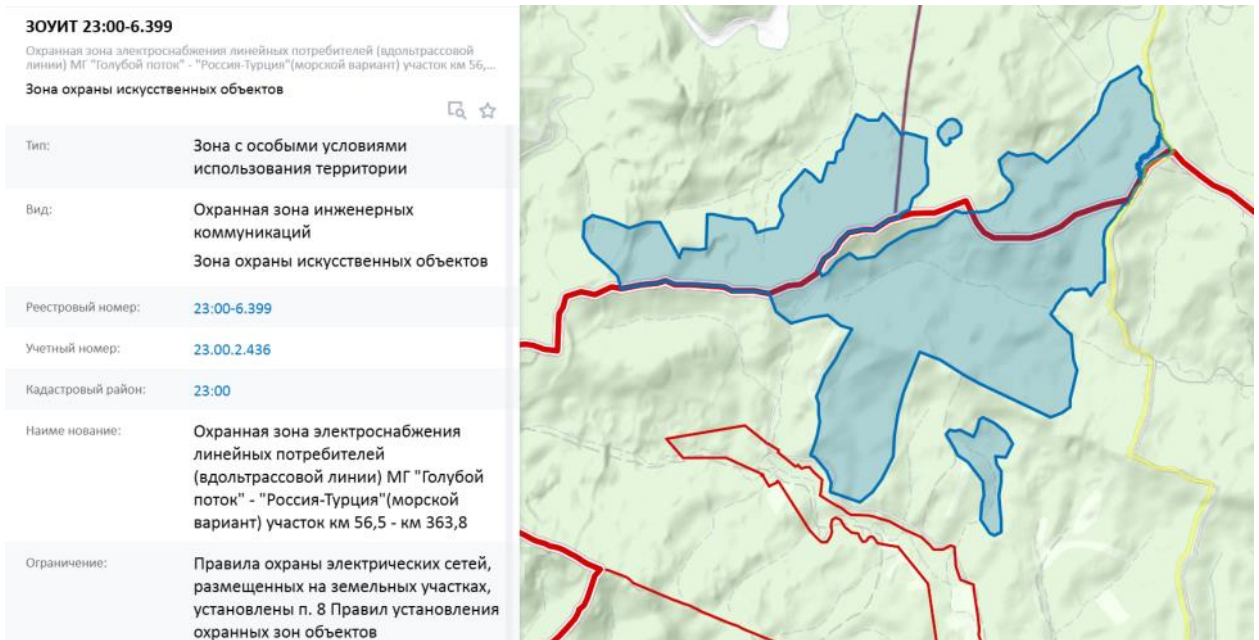 ЗОУИТ 23:00-6.399
Охранная зона электроснабжения линейных потребителей (вдольтрассовой
линии) МГ "Голубой поток" - "Россия-Турция"(морской вариант) участок км 56,...
Зона охраны искусственных объектов
Тип:
Зона с особыми условиями
использования территории
Вид:
Охранная зона инженерных
коммуникаций
Зона охраны искусственных объектов
Реестровый номер:
23:00-6.399
Учетный номер:
23.00.2.436
Кадастровый район:
23:00
Наиме нование:
Охранная зона электроснабжения
линейных потребителей
(вдольтрассовой линии) МГ "Голубой
поток" - "Россия-Турция"(морской
вариант) участок км 56,5 - км 363,8
Ограничение:
Правила охраны электрических сетей,
размещенных на земельных участках,
установлены п. 8 Правил установления
охранных зон объектов